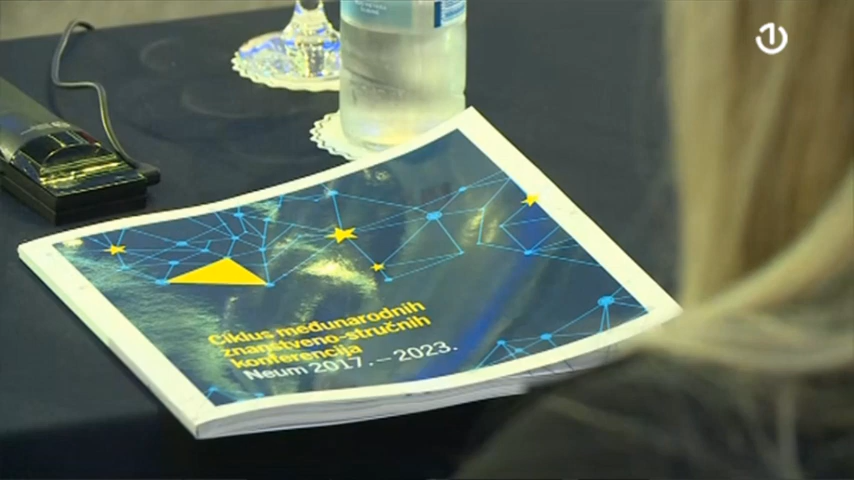 Ciklus međunarodnih
znanstveno-stručnih
konferencija
Neum 2017. – 2023.